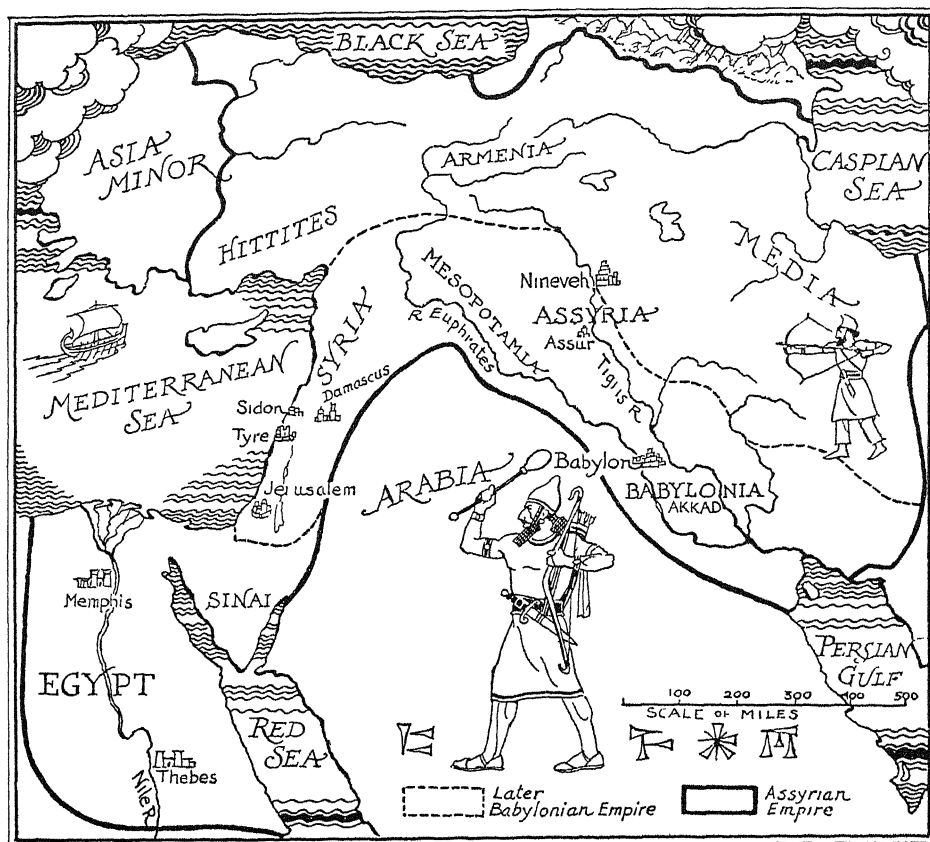 BLACK SEA
ASIA
MINOR
ARMENIA
CASPIAN
SEA
HITTITES
MEDIA
MESOPOTAMIA
Nineveh
ASSYRIA
Assur
R Euphrates
Tigris R
SYRIA
Damascus
MEDITERRANEAN
SEA
Sidon
Tyre
Jerusalem
ARABIA
Babylon
BABYLONIA
AKKAD
Memphis
SINAI
EGYPT
PERSIAN
GULF
RED
SEA
Thebes
Nile R
100 200 300 400 500
SCALE of MILES
Later
Babylonian Empire
Assyrian
Empire